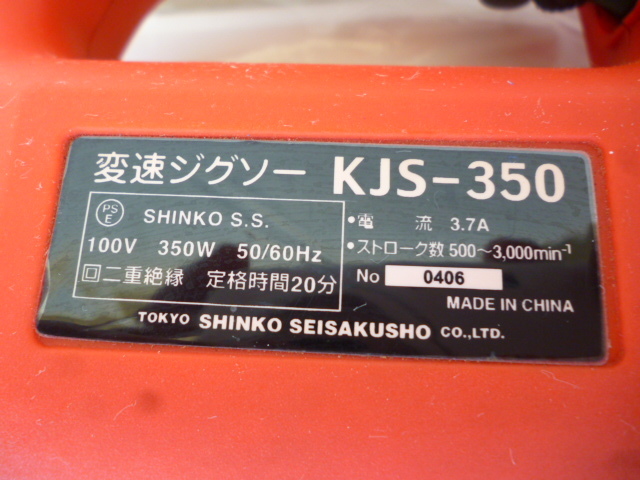 変速ジグソー KJS-350
PS E SHINKO S.S.
100V 350W 50/60Hz
回二重絶縁 定格時間20分
・電 流 3.7A
・ストローク数 500～3,000min-1
No 0406
MADE IN CHINA
TOKYO SHINKO SEISAKUSHO CO.,LTD.